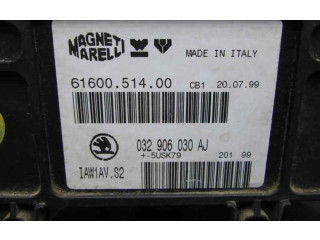 MAGNETI MARELLI
MADE IN ITALY
61600.514.00 CB1 20.07.99
032 906 030 AJ
+.5USK79 201 99
IAW1AV.S2